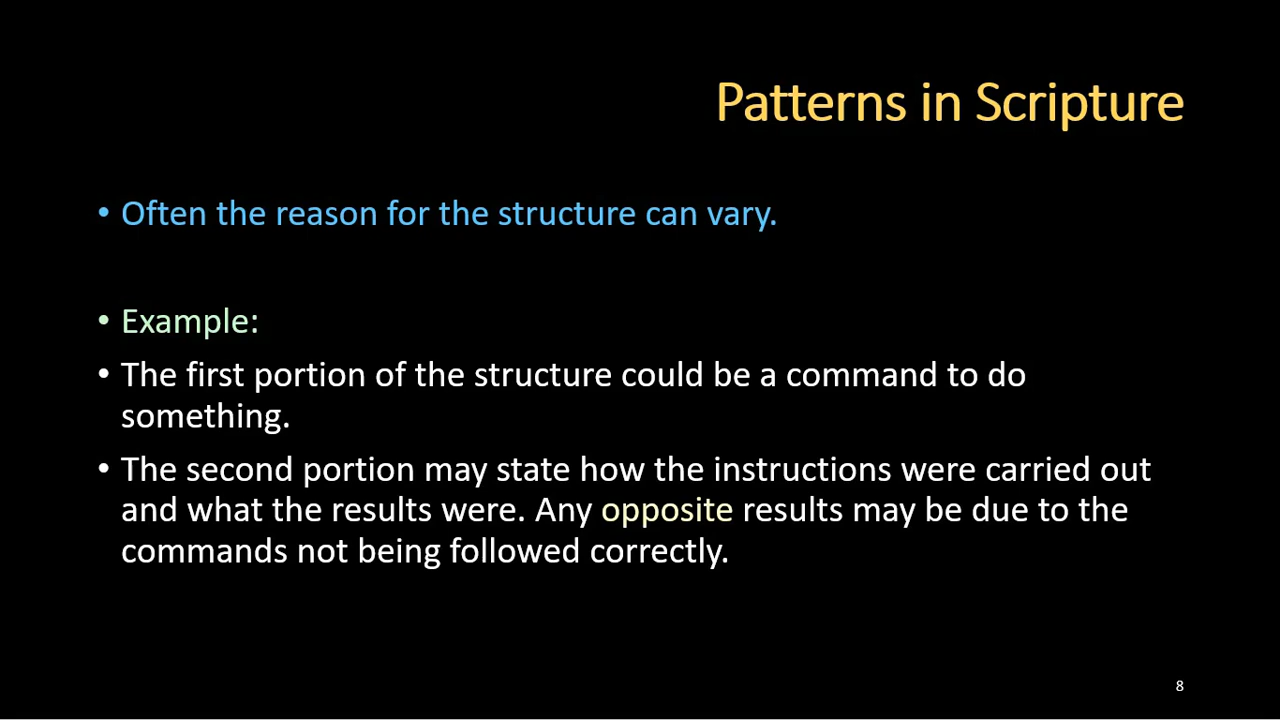 Patterns in Scripture
• Often the reason for the structure can vary.
• Example:
• The first portion of the structure could be a command to do
something.
• The second portion may state how the instructions were carried out
and what the results were. Any opposite results may be due to the
commands not being followed correctly.
8